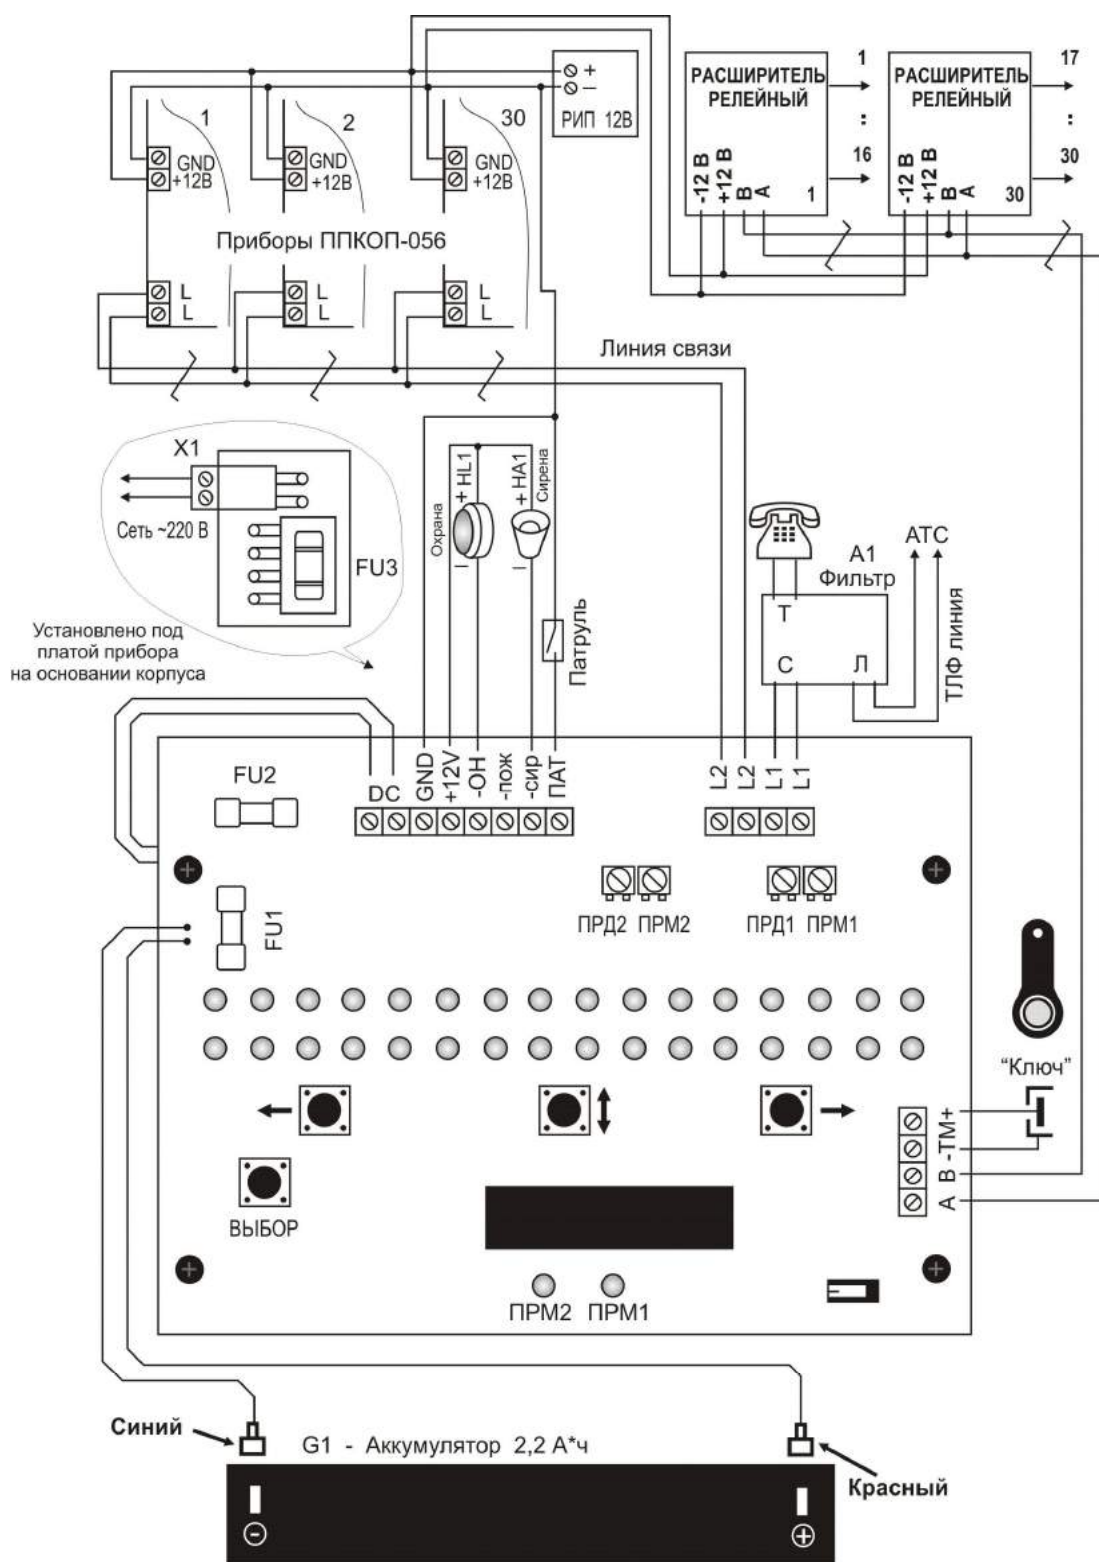 1
2
30
GND
+12В
GND
+12В
GND
+12В
+
–
РИП 12В
РАСШИРИТЕЛЬ
РЕЛЕЙНЫЙ
-12 В
+12 В
В
А
1
1
:
16
РАСШИРИТЕЛЬ
РЕЛЕЙНЫЙ
-12 В
+12 В
В
А
30
17
:
30
Приборы ППКОП-056
L
L
L
L
L
L
Линия связи
X1
Сеть ~220 В
FU3
Установлено под
платой прибора
на основании корпуса
Охрана
– + HL1
– + HA1
Сирена
Патруль
А1
Фильтр
Т
С
Л
АТС
ТЛФ линия
FU2
DC
GND
+12V
-ОН
-пож
-сир
ПАТ
L2
L2
L1
L1
FU1
ПРД2
ПРМ2
ПРД1
ПРМ1
"Ключ"
-ТМ+
В
А
ВЫБОР
ПРМ2
ПРМ1
Синий
G1 - Аккумулятор 2,2 А*ч
Красный
-
+